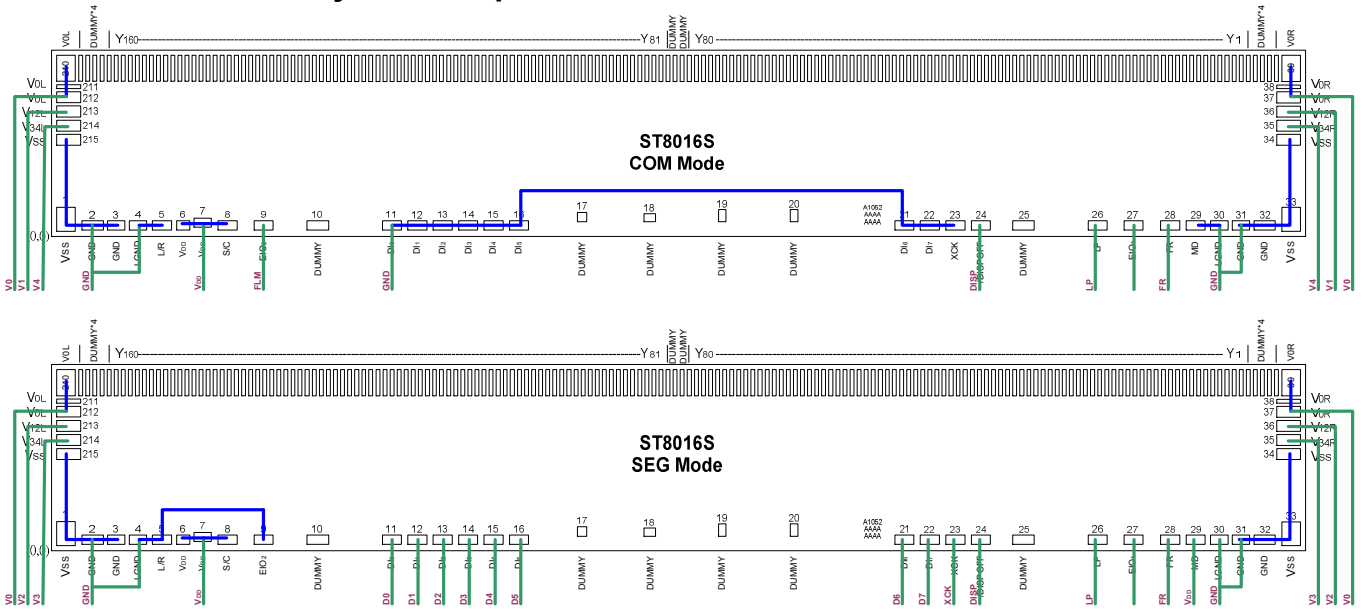 V0L DUMMY*4 Y160 Y81 DUMMY DUMMY Y80 Y1 DUMMY*4 V0R
210 39
V0L 211 38 V0R
V0L 212 37 V0R
V12L 213 36 V12R
V34L 214 35 V34R
VSS 215 34 VSS
ST8016S
COM Mode
1 2 3 4 5 6 7 8 9 10 11 12 13 14 15 16 17 18 19 20 A1052 AAAA AAAA 21 22 23 24 25 26 27 28 29 30 31 32 33
(0,0)
VSS GND GND LGND L/R VDD VDD S/C EIO2 DUMMY DI0 DI1 DI2 DI3 DI4 DI5 DUMMY DUMMY DUMMY DUMMY DI6 DI7 XCK /DISPOFF DUMMY LP FR MD LGND GND GND VSS
V0 V1 V4 GND VDD FLM GND DISP LP FR GND V4 V1 V0
V0L DUMMY*4 Y160 Y81 DUMMY DUMMY Y80 Y1 DUMMY*4 V0R
210 39
V0L 211 38 V0R
V0L 212 37 V0R
V12L 213 36 V12R
V34L 214 35 V34R
VSS 215 34 VSS
ST8016S
SEG Mode
1 2 3 4 5 6 7 8 9 10 11 12 13 14 15 16 17 18 19 20 A1052 AAAA AAAA 21 22 23 24 25 26 27 28 29 30 31 32 33
(0,0)
VSS GND GND LGND L/R VDD VDD S/C EIO2 DUMMY DUMMY DUMMY DUMMY DUMMY XCK /DISPOFF DUMMY LP FR MD LGND GND GND VSS
V0 V2 V3 GND VDD D0 D1 D2 D3 D4 D5 D6 D7 XCK DISP LP FR VDD GND V3 V2 V0